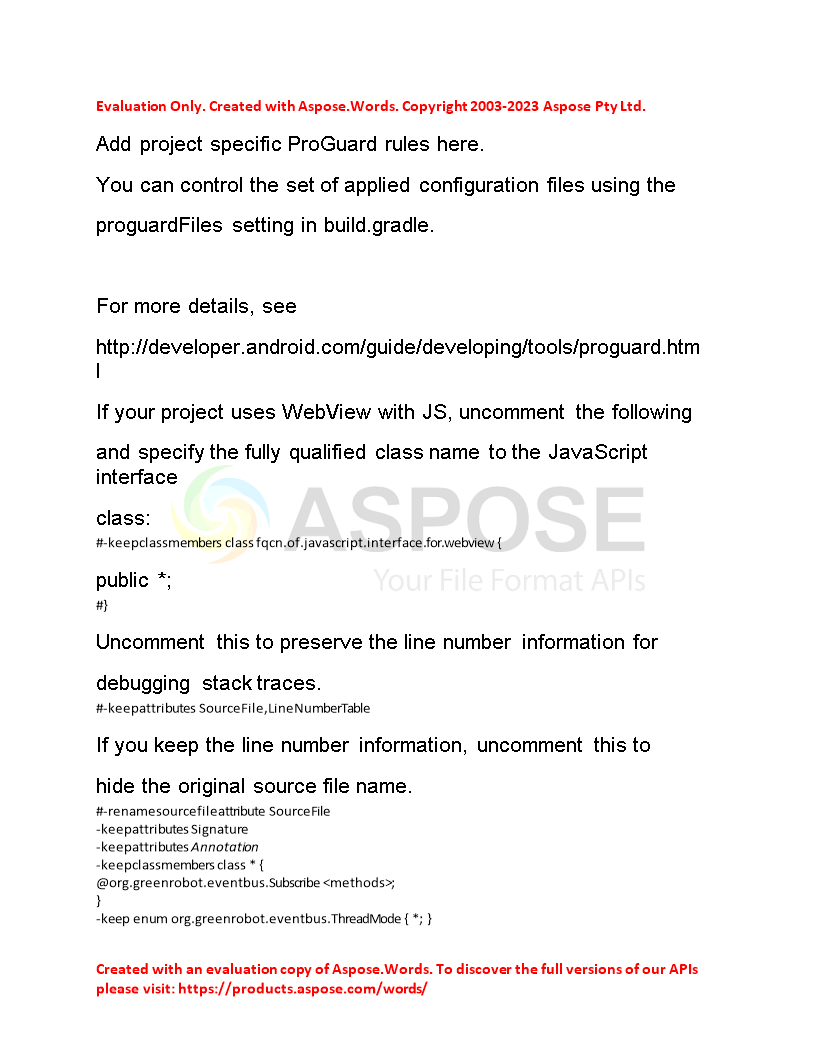 Evaluation Only. Created with Aspose.Words. Copyright 2003-2023 Aspose Pty Ltd.
Add project specific ProGuard rules here.
You can control the set of applied configuration files using the
proguardFiles setting in build.gradle.
For more details, see
http://developer.android.com/guide/developing/tools/proguard.htm
l
If your project uses WebView with JS, uncomment the following
and specify the fully qualified class name to the JavaScript
interface
ASPOSE
class:
#-keepclassmembers class fqcn.of.javascript.interface.for.webview {
Your File Format APIs
public *;
#}
Uncomment this to preserve the line number information for
debugging stack traces.
#-keepattributes SourceFile,LineNumberTable
If you keep the line number information, uncomment this to
hide the original source file name.
#-renamesourcefileattribute SourceFile
-keepattributes Signature
-keepattributes Annotation
-keepclassmembers class * {
@org.greenrobot.eventbus.Subscribe <methods>;
}
-keep enum org.greenrobot.eventbus.ThreadMode { *; }
Created with an evaluation copy of Aspose.Words. To discover the full versions of our APIs
please visit: https://products.aspose.com/words/